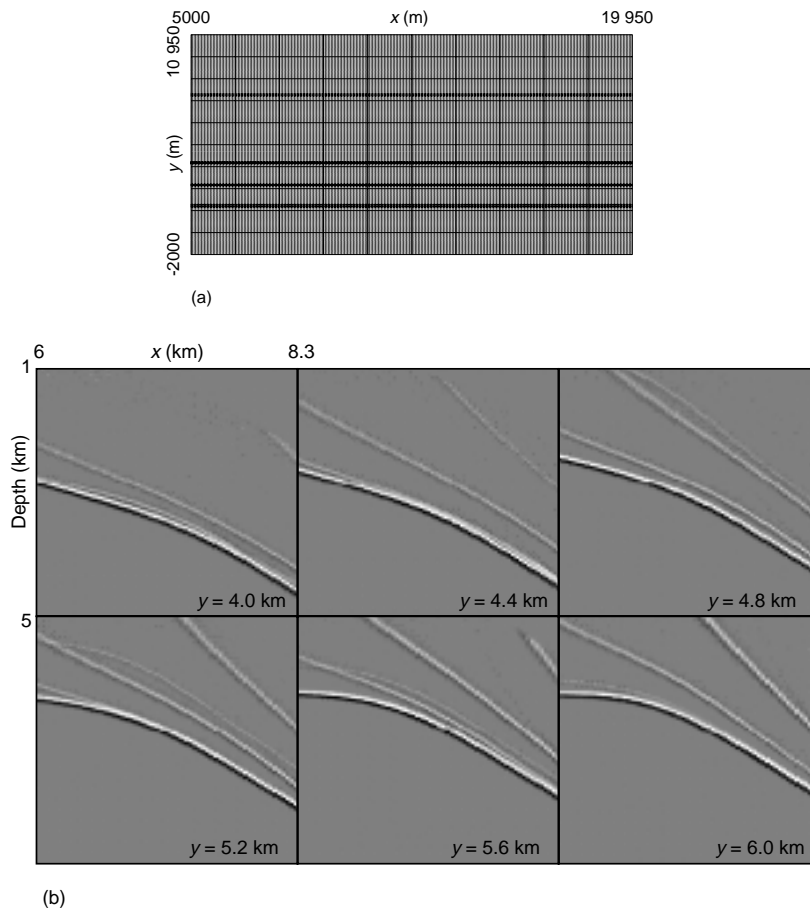 5000 x (m) 19 950
10 950
y (m)
-2000
(a)
6 x (km) 8.3
1
Depth (km)
y = 4.0 km y = 4.4 km y = 4.8 km
5
y = 5.2 km y = 5.6 km y = 6.0 km
(b)